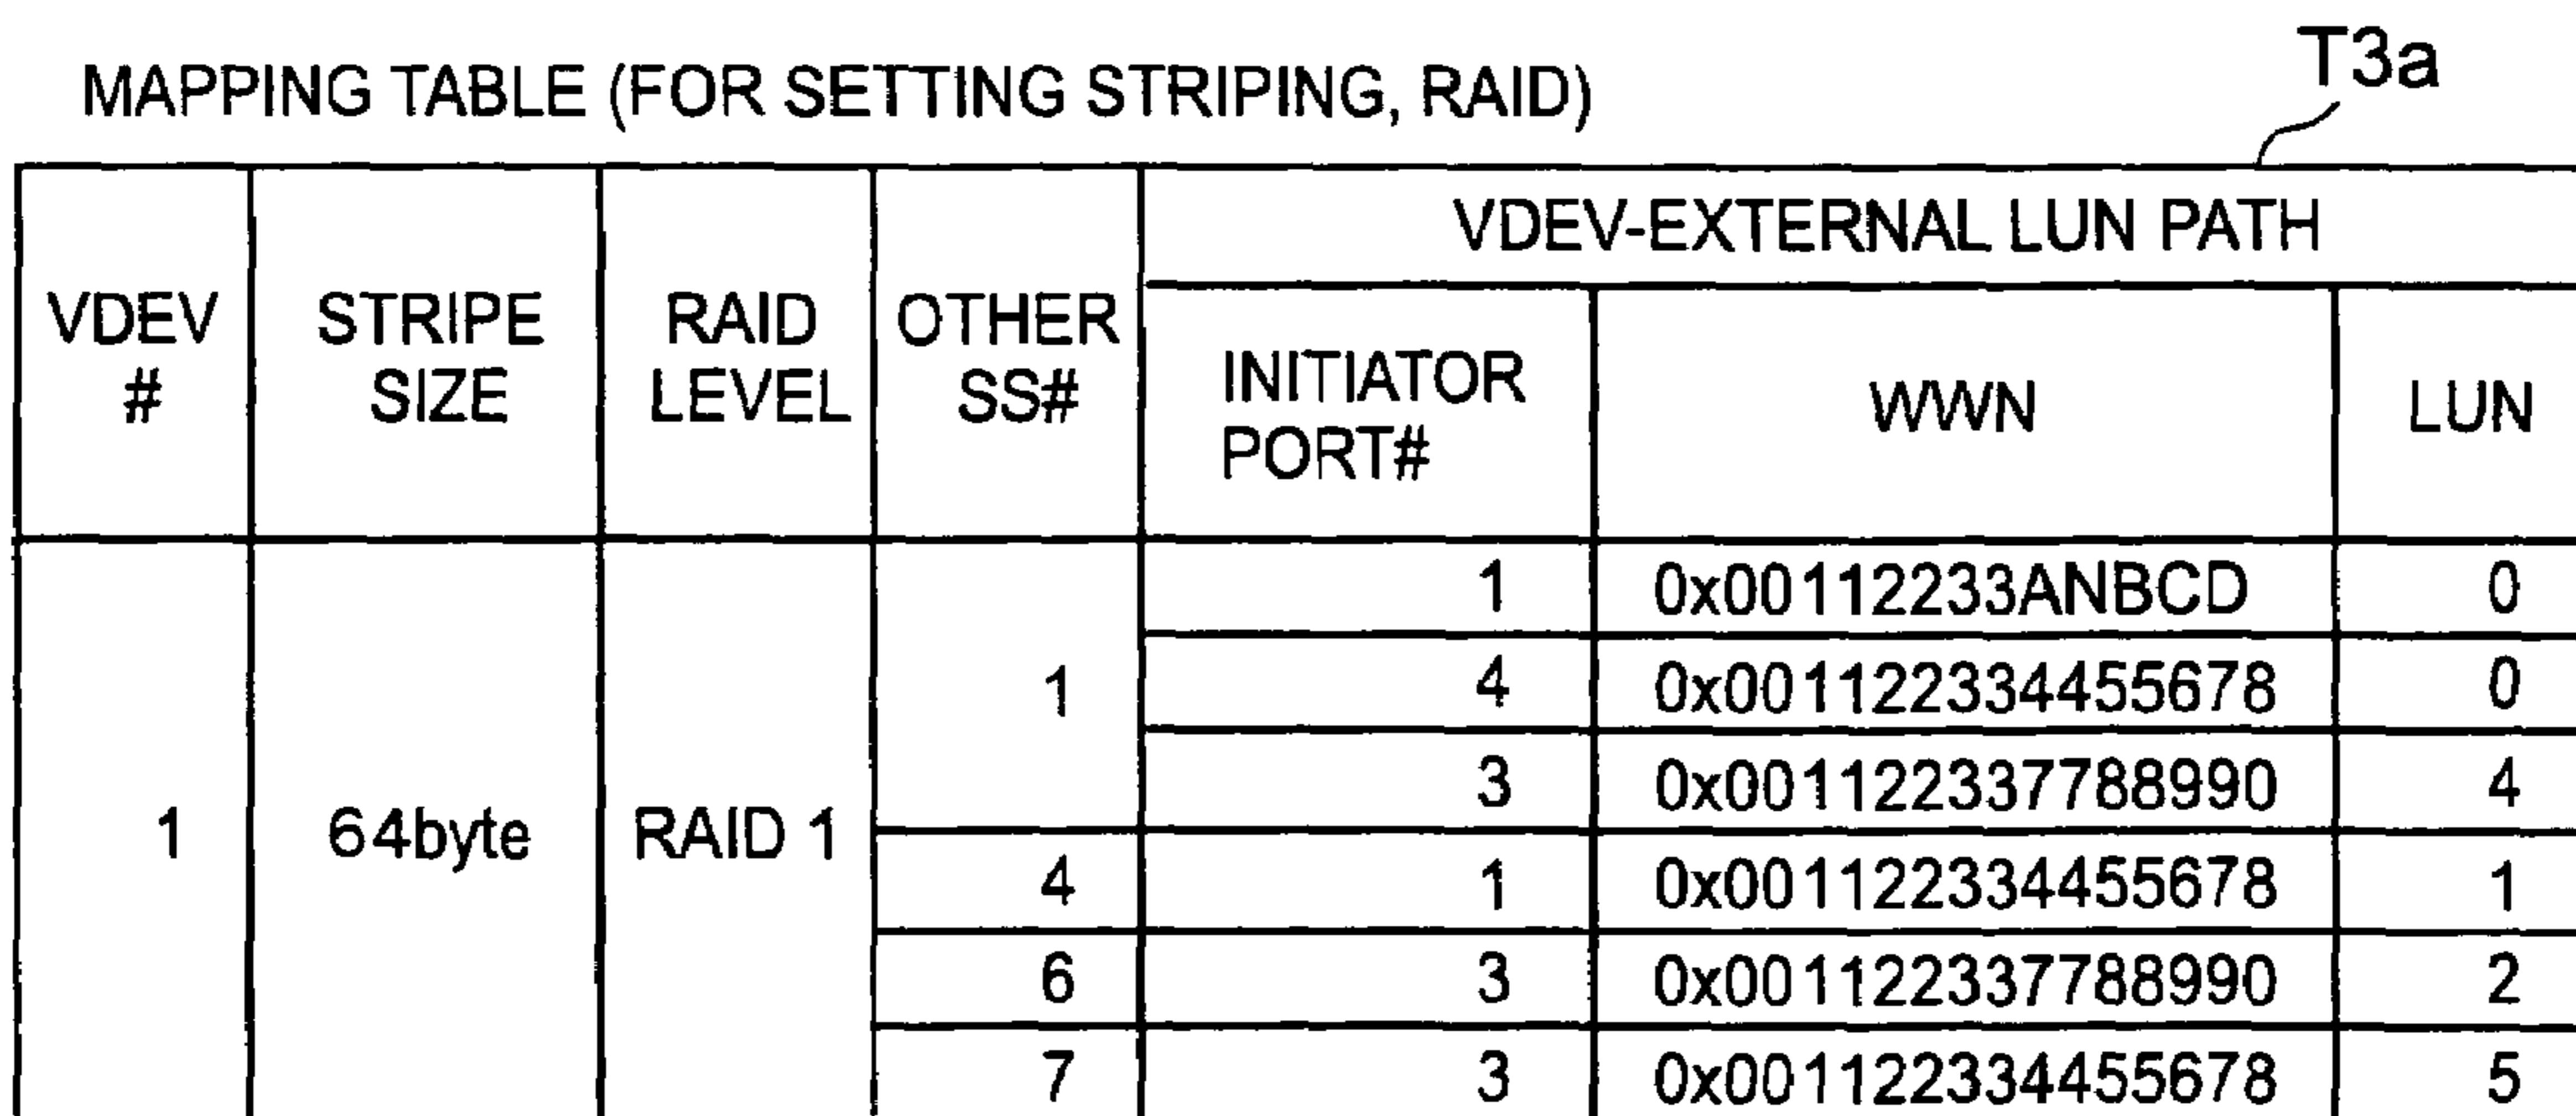 T3a
MAPPING TABLE (FOR SETTING STRIPING, RAID)
VDEV-EXTERNAL LUN PATH
VDEV # STRIPE SIZE RAID LEVEL OTHER SS# INITIATOR PORT# WWN LUN
1 0x00112233ANBCD 0
1 4 0x001122334455678 0
3 0x001122337788990 4
1 64byte RAID 1
4 1 0x001122334455678 1
6 3 0x001122337788990 2
7 3 0x001122334455678 5